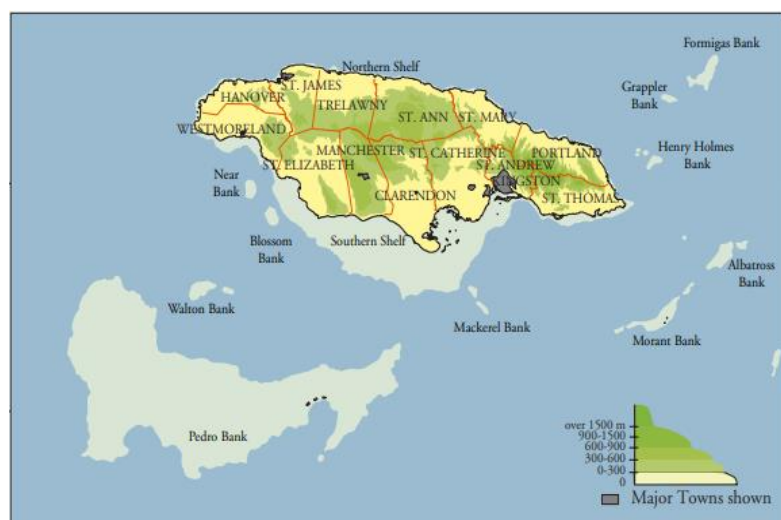 Formigas Bank
Northern Shelf
Grappler
Bank
ST. JAMES
HANOVER
TRELAWNY
ST. ANN
ST. MARY
WESTMORELAND
MANCHESTER
ST. CATHERINE
PORTLAND
Henry Holmes
Bank
ST. ELIZABETH
ST. ANDREW
KINGSTON
Near
Bank
CLARENDON
ST. THOMAS
Blossom
Bank
Southern Shelf
Albatross
Bank
Walton Bank
Mackerel Bank
Morant Bank
Pedro Bank
over 1500 m
900-1500
600-900
300-600
0-300
0
Major Towns shown